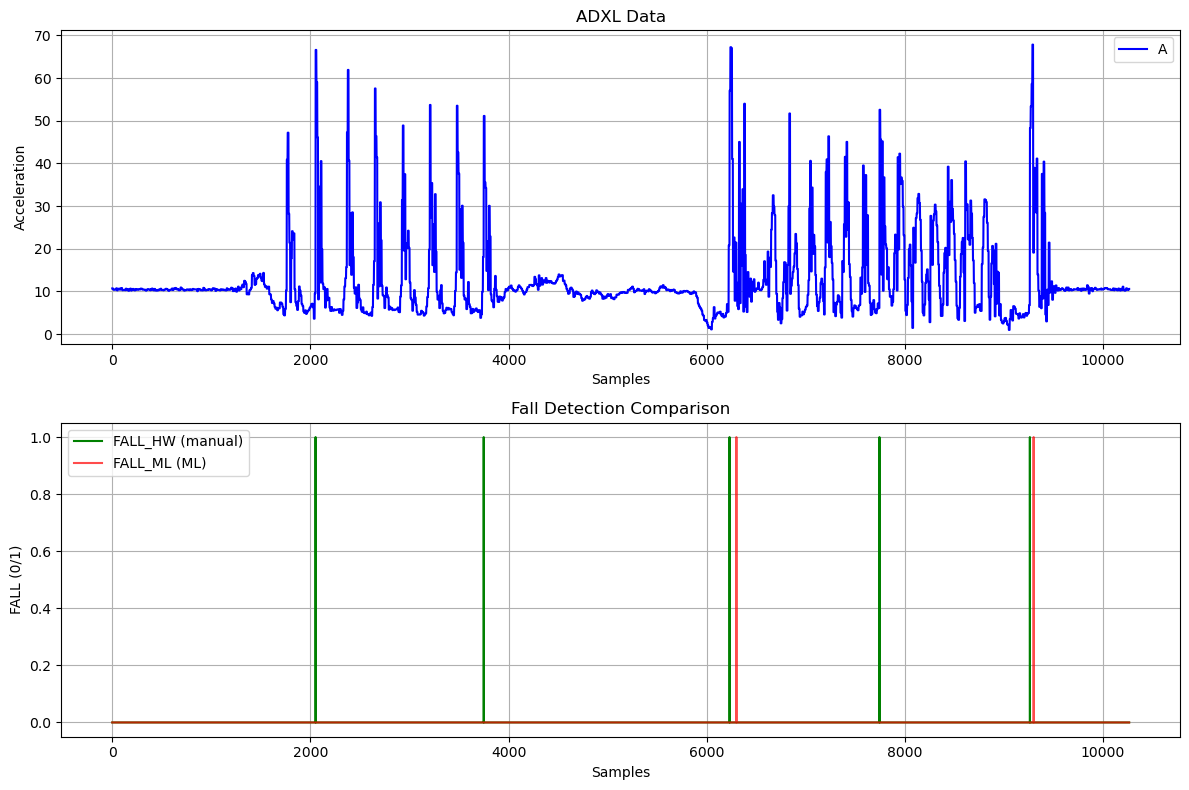 ADXL Data
70
60
50
40
30
20
10
0
Acceleration
A
0 2000 4000 6000 8000 10000
Samples
Fall Detection Comparison
1.0
0.8
0.6
0.4
0.2
0.0
FALL (0/1)
FALL_HW (manual)
FALL_ML (ML)
0 2000 4000 6000 8000 10000
Samples